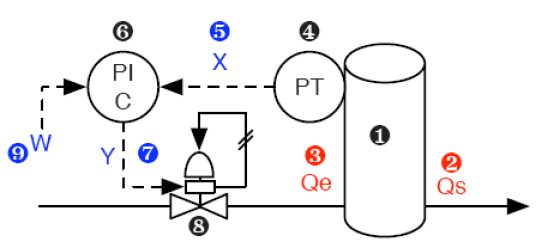 ❻ ❺ ❹
X
PI
C
PT
❶
❾ W
Y ❼
❸
Qe
❷
Qs
❽